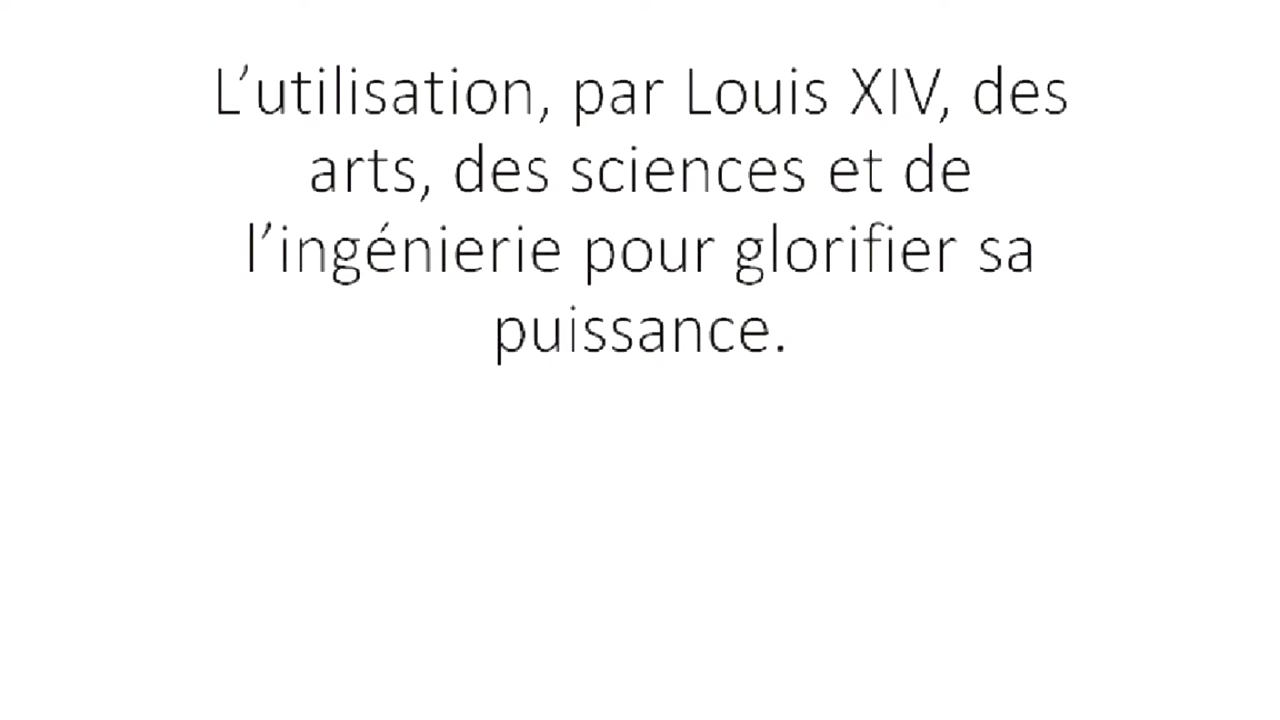 L’utilisation, par Louis XIV, des
arts, des sciences et de
l’ingénierie pour glorifier sa
puissance.